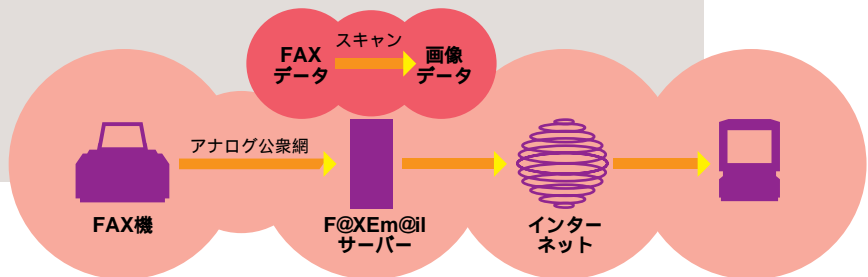 FAX
データ
スキャン
画像
データ
アナログ公衆網
FAX機
F@XEm@il
サーバー
インター
ネット